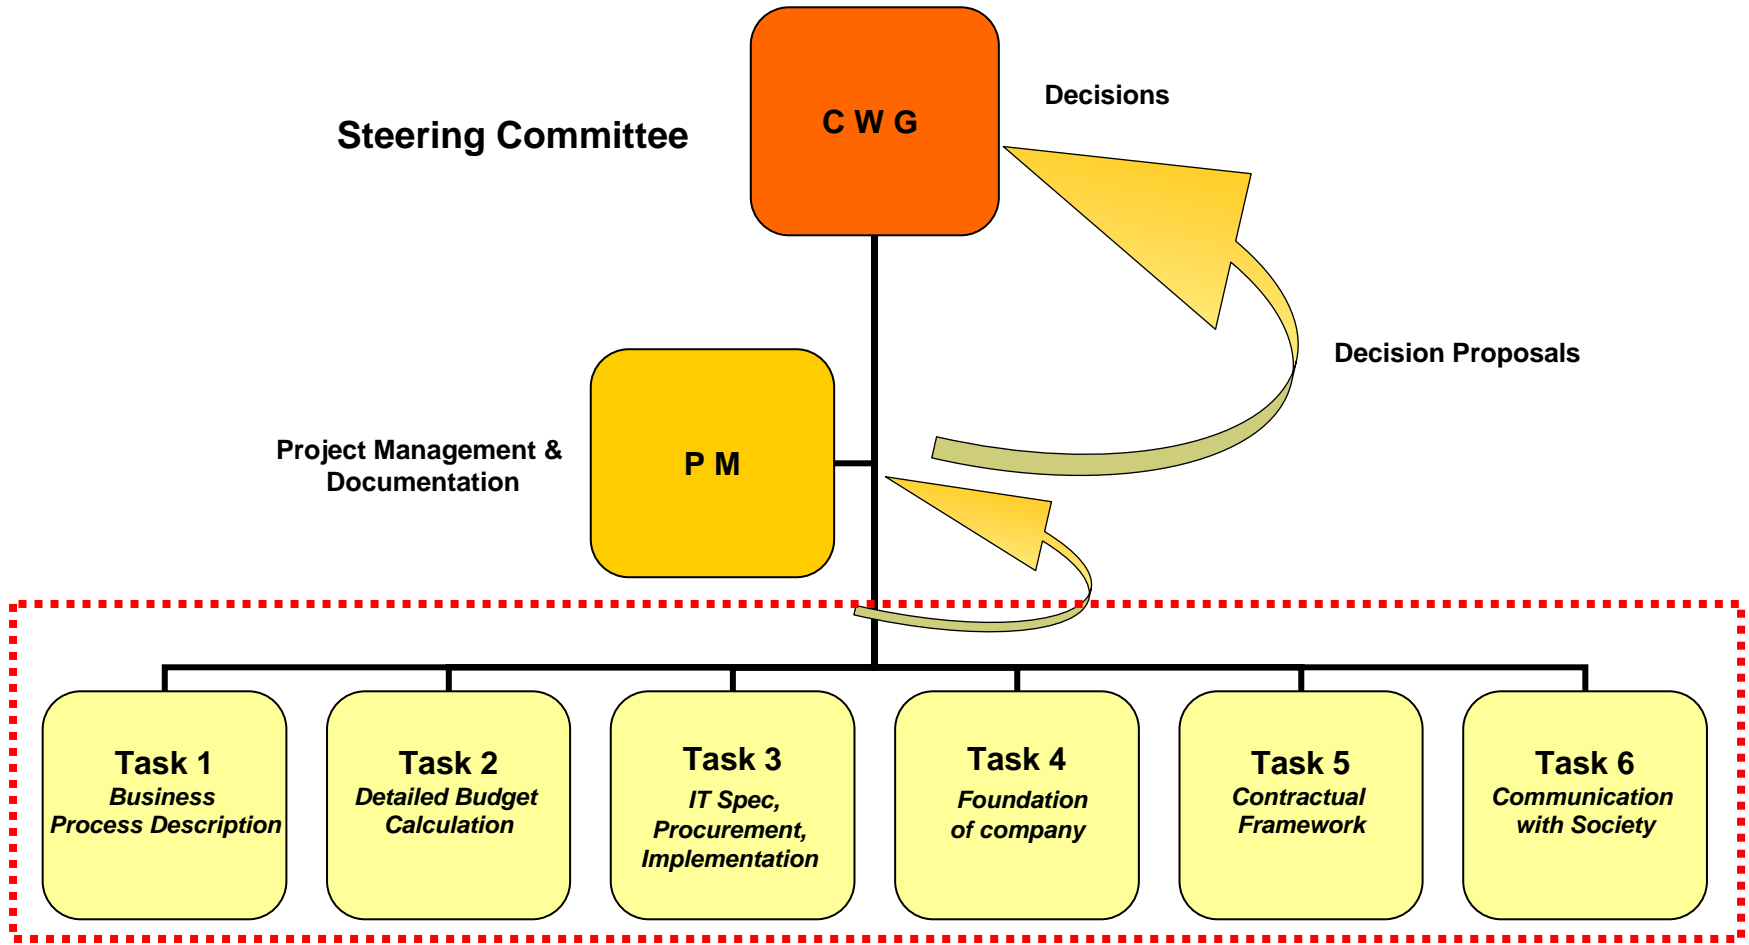 C W G
Decisions
Steering Committee
Decision Proposals
Project Management &
Documentation
P M
Task 1
Business
Process Description
Task 2
Detailed Budget
Calculation
Task 3
IT Spec,
Procurement,
Implementation
Task 4
Foundation
of company
Task 5
Contractual
Framework
Task 6
Communication
with Society